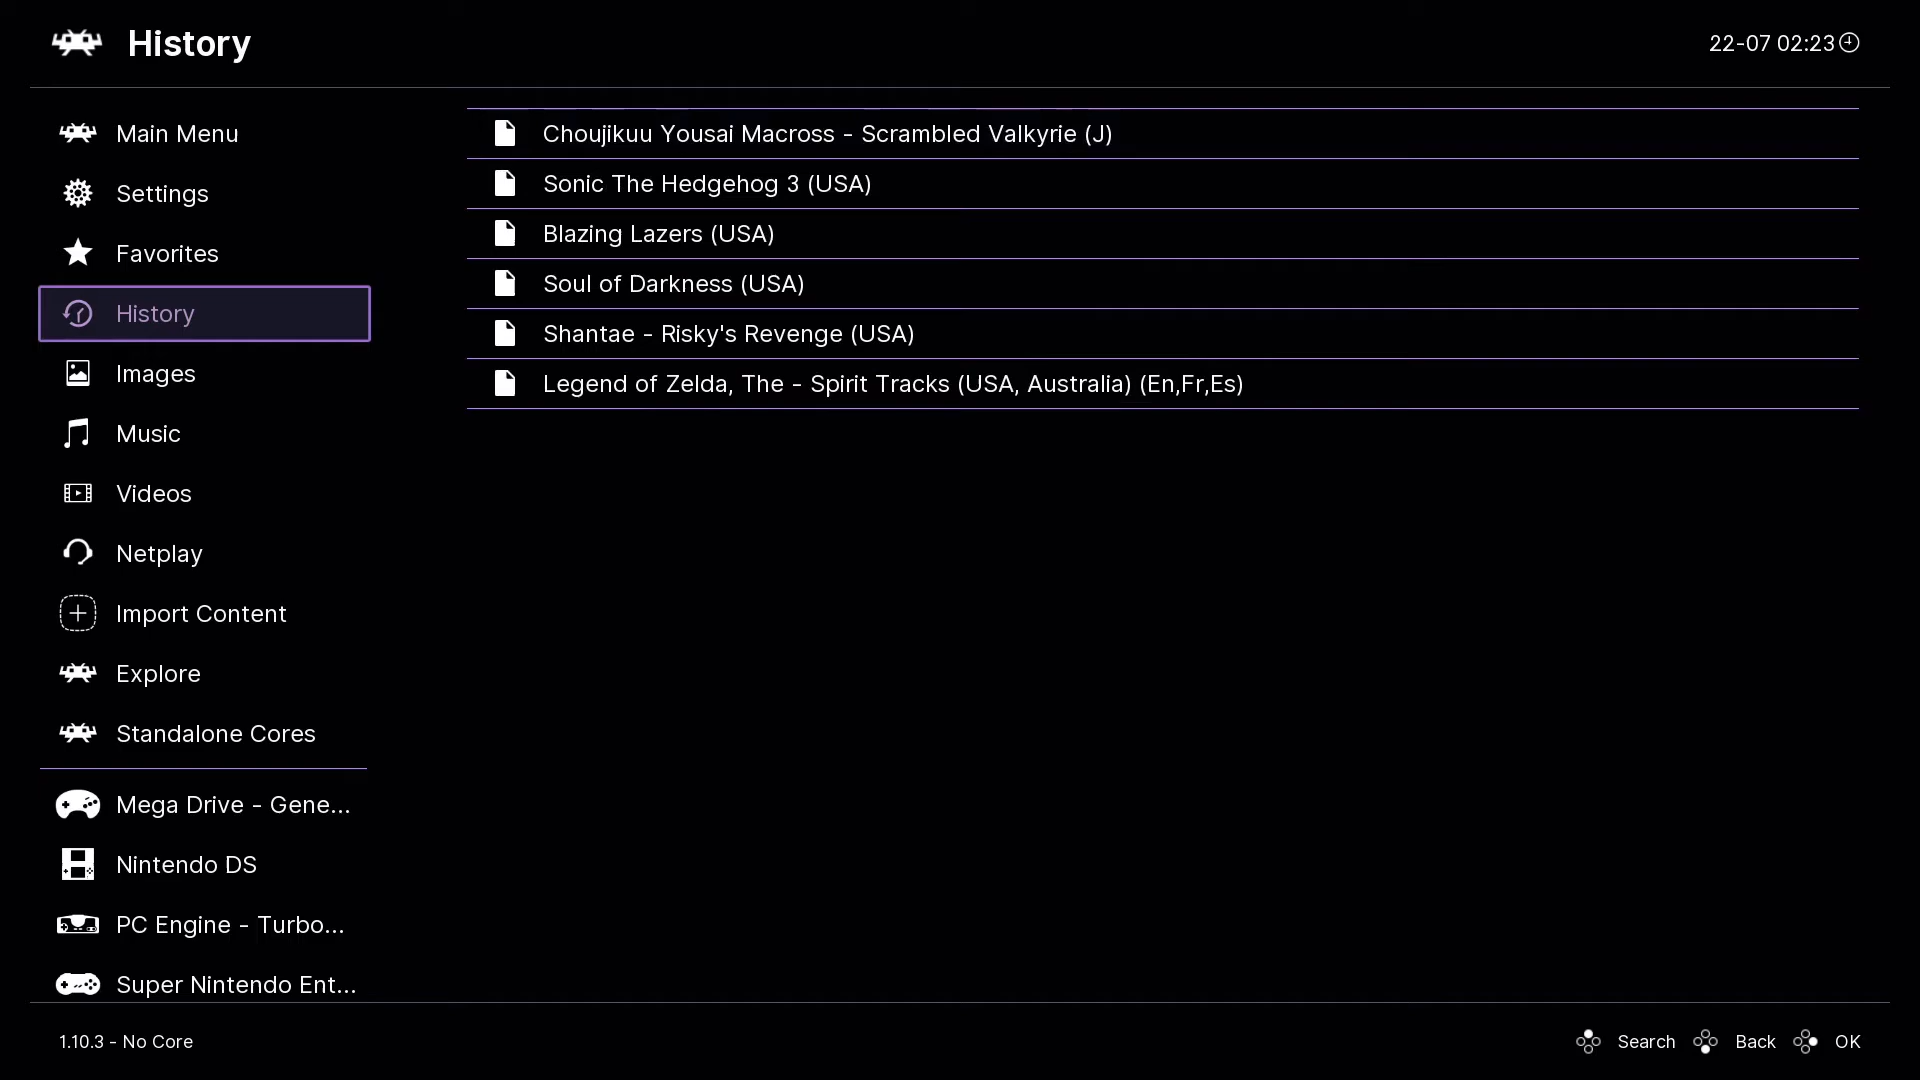 History
22-07 02:23
Main Menu
Settings
Favorites
History
Images
Music
Videos
Netplay
Import Content
Explore
Standalone Cores
Mega Drive - Gene...
Nintendo DS
PC Engine - Turbo...
Super Nintendo Ent...
Choujikuu Yousai Macross - Scrambled Valkyrie (J)
Sonic The Hedgehog 3 (USA)
Blazing Lazers (USA)
Soul of Darkness (USA)
Shantae - Risky's Revenge (USA)
Legend of Zelda, The - Spirit Tracks (USA, Australia) (En,Fr,Es)
1.10.3 - No Core
Search Back OK